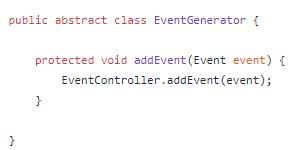 public abstract class EventGenerator {
    protected void addEvent(Event event) {
        EventController.addEvent(event);
    }
}